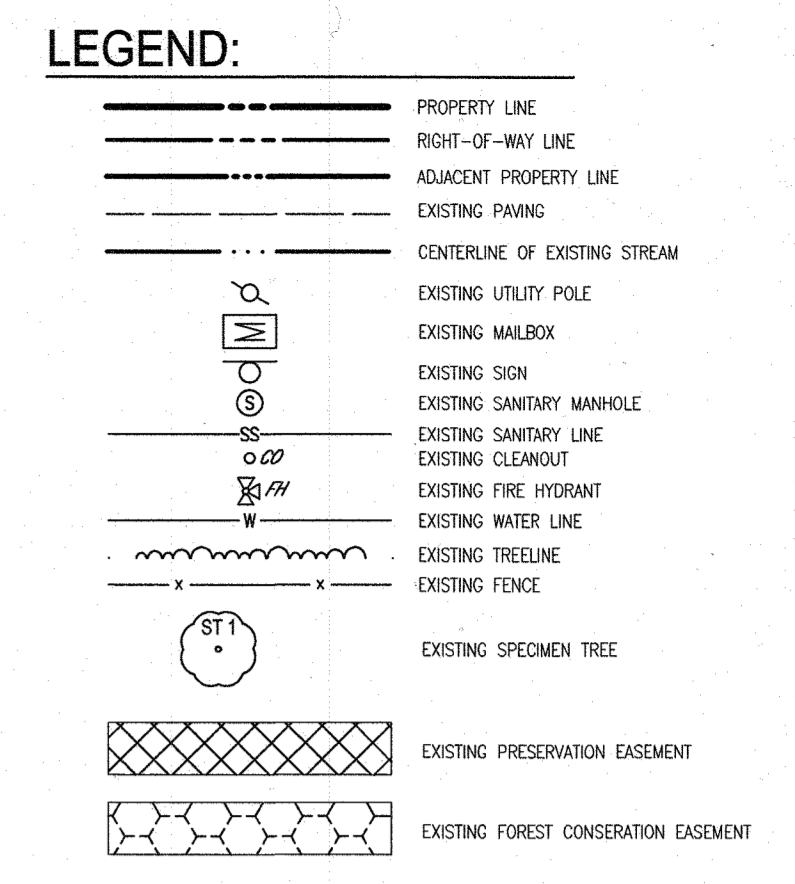 LEGEND:
PROPERTY LINE
RIGHT-OF-WAY LINE
ADJACENT PROPERTY LINE
EXISTING PAVING
CENTERLINE OF EXISTING STREAM
EXISTING UTILITY POLE
M EXISTING MAILBOX
EXISTING SIGN
S EXISTING SANITARY MANHOLE
SS EXISTING SANITARY LINE
CO EXISTING CLEANOUT
FH EXISTING FIRE HYDRANT
W EXISTING WATER LINE
EXISTING TREELINE
x x EXISTING FENCE
ST 1
EXISTING SPECIMEN TREE
EXISTING PRESERVATION EASEMENT
EXISTING FOREST CONSERATION EASEMENT